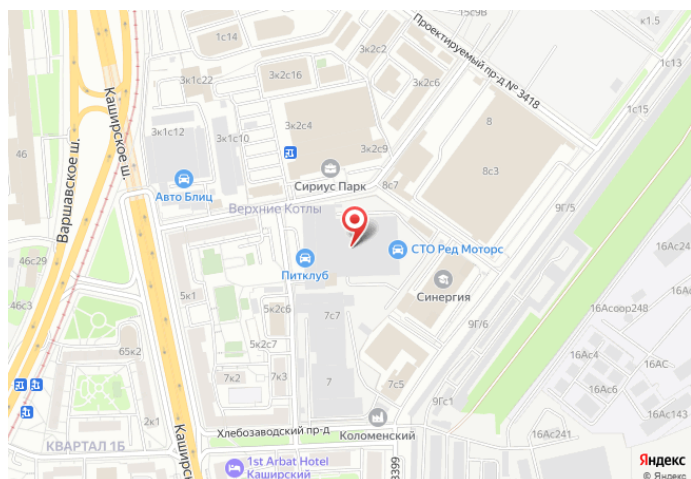 15с9В
к1.5
1с14
3к2с2
1с13
Проектируемый пр-д № 3418
3к1с22
3к2с16
3к2с6
1с15
Варшавское ш.
Каширское ш.
3к2с4
8
3к1с12
3к1с10
46
3к2с9
8с3
Сириус Парк
8с7
Авто Блиц
Верхние Котлы
9Г/5
СТО Ред Моторс
16Ас24
46с29
Питклуб
5к1
Синергия
46с3
5к2с6
7с7
16Асоор248
9Г/6
65к2
5к2с2
16Ас4
16АС
7к2
7к3
7
7с5
16Ас6
9Гс1
2к1
16Ас143
Хлебозаводский пр-д
Коломенский
16Ас241
КВАРТАЛ 1Б
Каширс
1st Arbat Hotel
Каширский
3399
Яндекс
© Яндекс